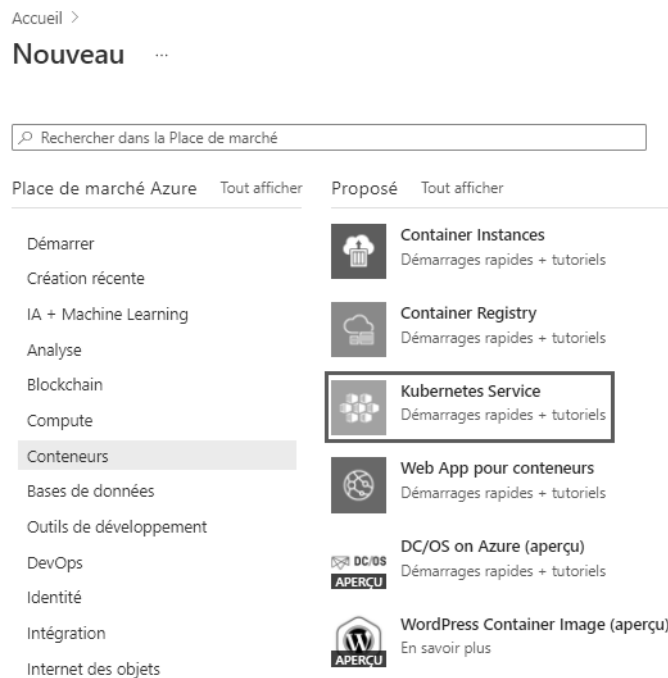 Accueil >
Nouveau ...
Rechercher dans la Place de marché
Place de marché Azure Tout afficher
Démarrer
Création récente
IA + Machine Learning
Analyse
Blockchain
Compute
Conteneurs
Bases de données
Outils de développement
DevOps
Identité
Intégration
Internet des objets
Proposé Tout afficher
Container Instances
Démarrages rapides + tutoriels
Container Registry
Démarrages rapides + tutoriels
Kubernetes Service
Démarrages rapides + tutoriels
Web App pour conteneurs
Démarrages rapides + tutoriels
DC/OS
APERÇU
DC/OS on Azure (aperçu)
Démarrages rapides + tutoriels
APERÇU
WordPress Container Image (aperçu)
En savoir plus